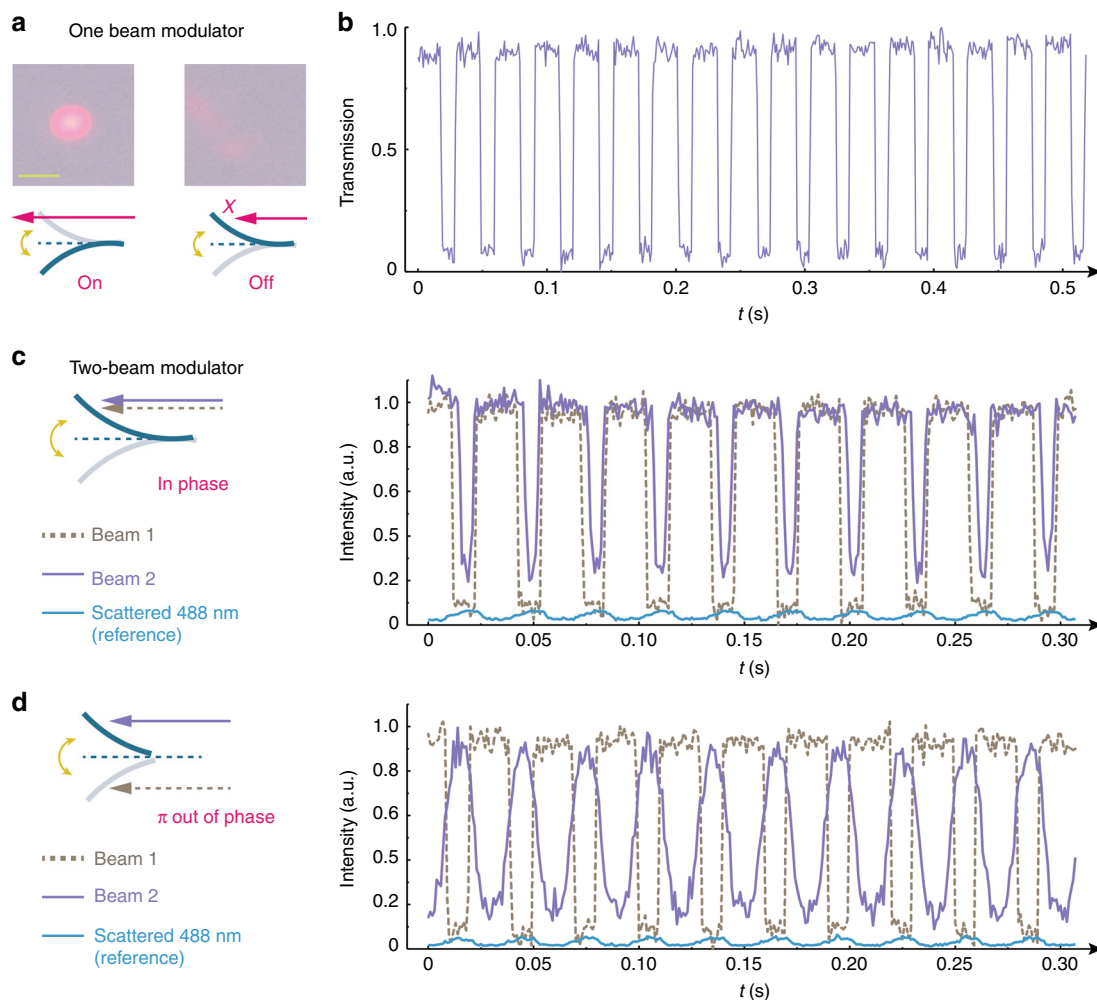 a
One beam modulator
X
On
Off
b
1.0
0.5
0
Transmission
0
0.1
0.2
0.3
0.4
0.5
t (s)
c
Two-beam modulator
In phase
Beam 1
Beam 2
Scattered 488 nm
(reference)
1.0
0.8
0.6
0.5
0.2
0
Intensity (a.u.)
0
0.05
0.10
0.15
0.20
0.25
0.30
t (s)
d
π out of phase
Beam 1
Beam 2
Scattered 488 nm
(reference)
1.0
0.8
0.6
0.5
0.2
0
Intensity (a.u.)
0
0.05
0.10
0.15
0.20
0.25
0.30
t (s)